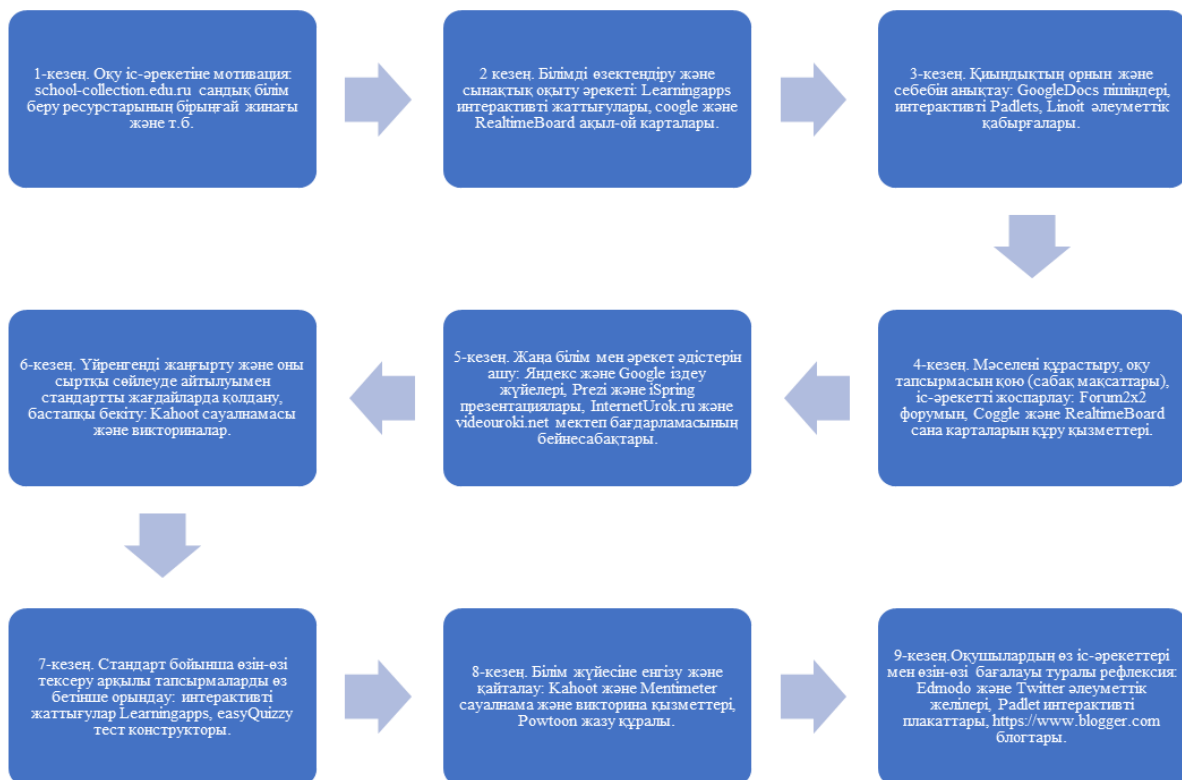 1-кезең. Оқу іс-әрекетіне мотивация:
school-collection.edu.ru  сандық білім
беру ресурстарының бірыңғай жинағы
және т.б.
2 кезең. Білімді өзектендіру және
сынақтық оқыту әрекеті: Learningapps
интерактивті жаттығулары, coogle және
RealtimeBoard ақыл-ой карталары.
3-кезең. Қиындықтың орнын және
себебін анықтау: GoogleDocs пішіндері,
интерактивті Padlets, Linoit  әлеуметтік
қабырғалары.
4-кезең. Мәселені құрастыру, оқу
тапсырмасын қою (сабақ мақсаттары),
іс-әрекетті жоспарлау: Forum2x2
форумын, Coggle және RealtimeBoard
сана карталарын құру қызметтері.
5-кезең. Жаңа білім мен әрекет әдістерін
ашу: Яндекс және Google іздеу
жүйелері, Prezi және iSpring
презентациялары, InternetUrok.ru және
videouroki.net  мектеп бағдарламасының
бейнесабақтары.
6-кезең. Үйренгенді жаңғырту және оны
сыртқы сөйлеуде айтылуымен
стандартты жағдайларда қолдану,
бастапқы бекіту: Kahoot сауалнамасы
және викториналар.
7-кезең. Стандарт бойынша өзін-өзі
тексеру арқылы тапсырмаларды өз
бетінше орындау: интерактивті
жаттығулар Learningapps, easyQuizzy
тест конструкторы.
8-кезең. Білім жүйесіне енгізу және
қайталау: Kahoot және Mentimeter
сауалнама және викторина қызметтері,
Powtoon жазу құралы.
9-кезең.Оқушылардың өз іс-әрекеттері
мен өзін-өзі  бағалауы туралы рефлексия:
Edmodo және Twitter әлеуметтік
желілері,  Padlet интерактивті
плакаттары, https://www.blogger.com
блогтары.